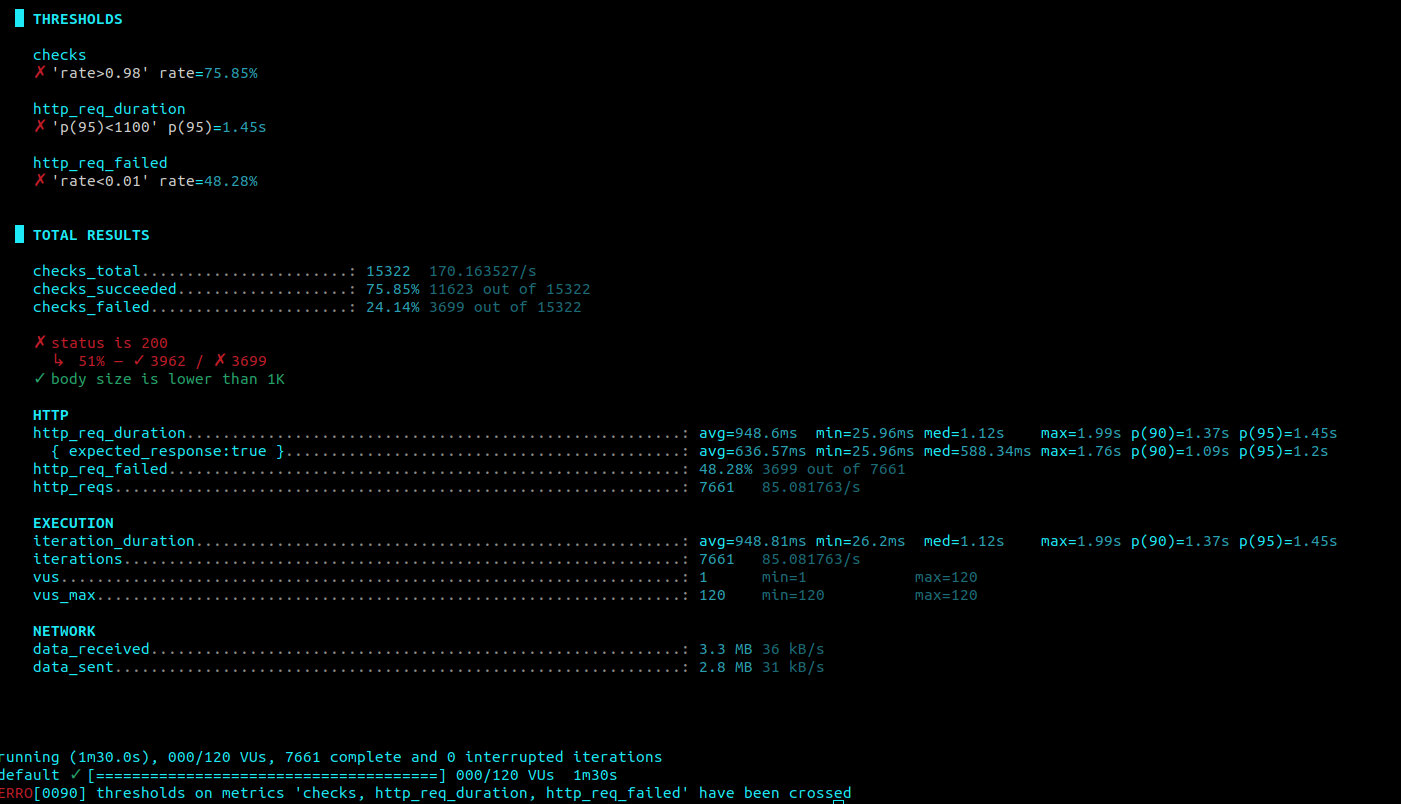 THRESHOLDS
checks
✗ 'rate>0.98' rate=75.85%
http_req_duration
✗ 'p(95)<1100' p(95)=1.45s
http_req_failed
✗ 'rate<0.01' rate=48.28%
TOTAL RESULTS
checks_total.......................: 15322 170.163527/s
checks_succeeded...................: 75.85% 11623 out of 15322
checks_failed......................: 24.14% 3699 out of 15322
✗ status is 200
↳ 51% — ✓ 3962 / ✗ 3699
✓ body size is lower than 1K
HTTP
http_req_duration.......................................................: avg=948.6ms min=25.96ms med=1.12s max=1.99s p(90)=1.37s p(95)=1.45s
{ expected_response:true }............................................: avg=636.57ms min=25.96ms med=588.34ms max=1.76s p(90)=1.09s p(95)=1.2s
http_req_failed.........................................................: 48.28% 3699 out of 7661
http_reqs...............................................................: 7661 85.081763/s
EXECUTION
iteration_duration......................................................: avg=948.81ms min=26.2ms med=1.12s max=1.99s p(90)=1.37s p(95)=1.45s
iterations..............................................................: 7661 85.081763/s
vus.....................................................................: 1 min=1 max=120
vus_max.................................................................: 120 min=120 max=120
NETWORK
data_received...........................................................: 3.3 MB 36 kB/s
data_sent...............................................................: 2.8 MB 31 kB/s
running (1m30.0s), 000/120 VUs, 7661 complete and 0 interrupted iterations
default ✓ [======================================] 000/120 VUs 1m30s
ERRO[0090] thresholds on metrics 'checks, http_req_duration, http_req_failed' have been crossed